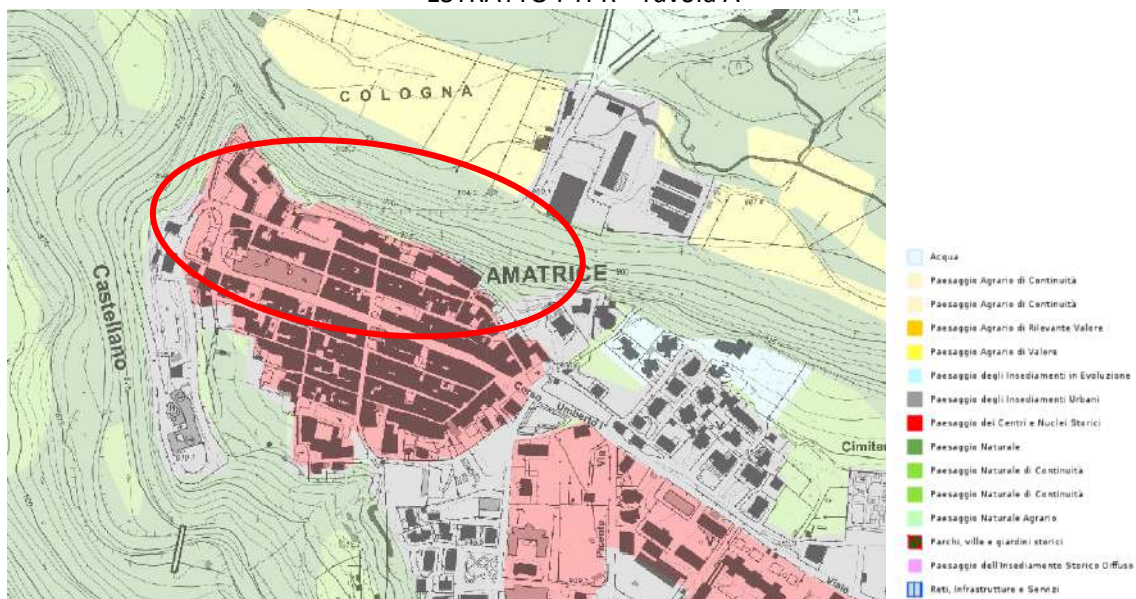 COLOGNA
AMATRICE
Castellano
Corso Umberto I
Cimiter
Viale
Acqua
Paesaggio Agrario di Continuità
Paesaggio Agrario di Continuità
Paesaggio Agrario di Rilevante Valore
Paesaggio Agrario di Valore
Paesaggio degli Insediamenti in Evoluzione
Paesaggio degli Insediamenti Urbani
Paesaggio dei Centri e Nuclei Storici
Paesaggio Naturale
Paesaggio Naturale di Continuità
Paesaggio Naturale di Continuità
Paesaggio Naturale Agrario
Parchi, ville e giardini storici
Paesaggio dell'Insediamento Storico Diffuso
Reti, Infrastrutture e Servizi